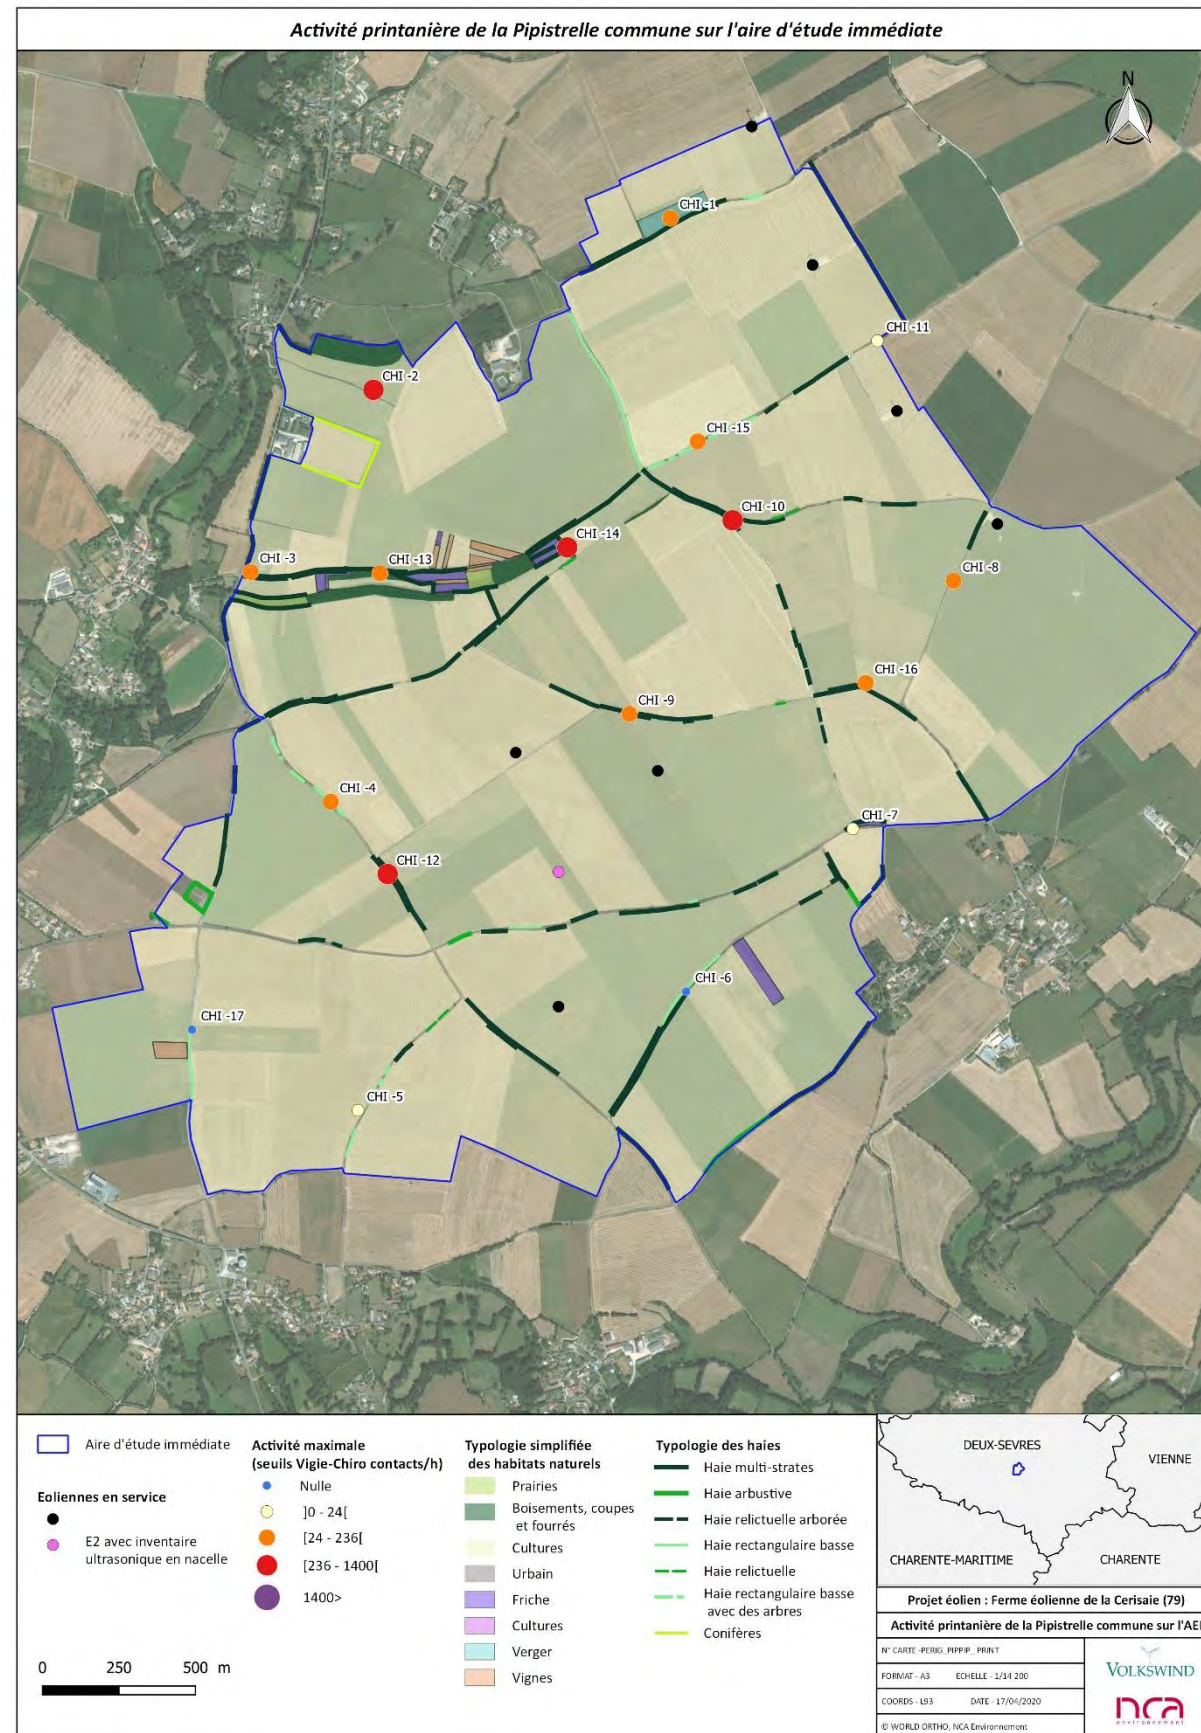 Activité printanière de la Pipistrelle commune sur l'aire d'étude immédiate
N
CHI -1
CHI -11
CHI -2
CHI -15
CHI -10
CHI -14
CHI -3
CHI -13
CHI -8
CHI -16
CHI -9
CHI -4
CHI -7
CHI -12
CHI -6
CHI -17
CHI -5
Aire d'étude immédiate
Eoliennes en service
E2 avec inventaire
ultrasonique en nacelle
0 250 500 m
Activité maximale
(seuils Vigie-Chiro contacts/h)
Nulle
]0 - 24[
[24 - 236[
[236 - 1400[
1400>
Typologie simplifiée
des habitats naturels
Prairies
Boisements, coupes
et fourrés
Cultures
Urbain
Friche
Cultures
Verger
Vignes
Typologie des haies
Haie multi-strates
Haie arbustive
Haie relictuelle arborée
Haie rectangulaire basse
Haie relictuelle
Haie rectangulaire basse
avec des arbres
Conifères
DEUX-SEVRES
VIENNE
CHARENTE-MARITIME
CHARENTE
Projet éolien : Ferme éolienne de la Cerisaie (79)
Activité printanière de la Pipistrelle commune sur l'AEI
N° CARTE -PERIG_PIPPIP_PRINT
FORMAT - A3 ECHELLE - 1/14 200
COORDS - L93 DATE - 17/04/2020
© WORLD ORTHO, NCA Environnement
VOLKSWIND
nca
environnement